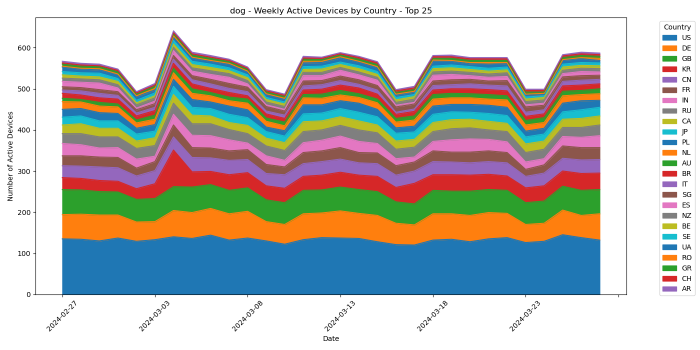 dog - Weekly Active Devices by Country - Top 25
Number of Active Devices
600
500
400
300
200
100
0
2024-02-27
2024-03-03
2024-03-08
2024-03-13
2024-03-18
2024-03-23
Date
Country
US
DE
GB
KR
CN
FR
IN
RU
CA
JP
PL
NL
AU
BR
IT
SG
ES
NZ
BE
SE
UA
RO
GR
CH
AR